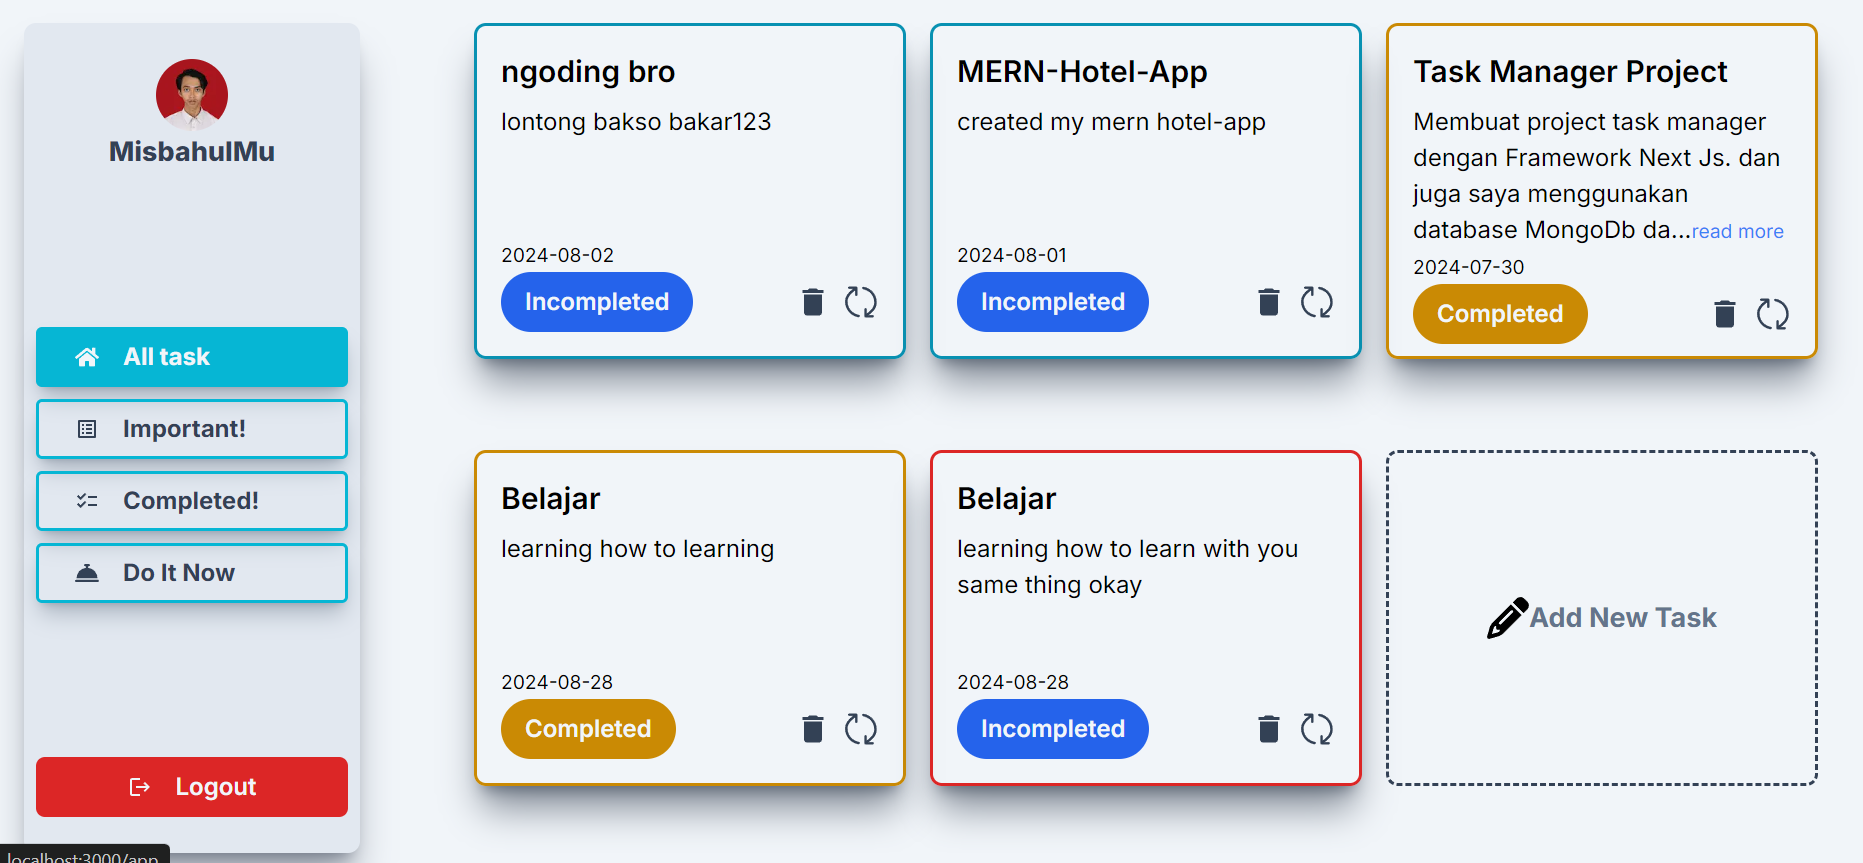 MisbahulMu
All task
Important!
Completed!
Do It Now
Logout
localhost:3000/app
ngoding bro
lontong bakso bakar123
2024-08-02
Incompleted
MERN-Hotel-App
created my mern hotel-app
2024-08-01
Incompleted
Task Manager Project
Membuat project task manager
dengan Framework Next Js. dan
juga saya menggunakan
database MongoDb da...read more
2024-07-30
Completed
Belajar
learning how to learning
2024-08-28
Completed
Belajar
learning how to learn with you
same thing okay
2024-08-28
Incompleted
Add New Task